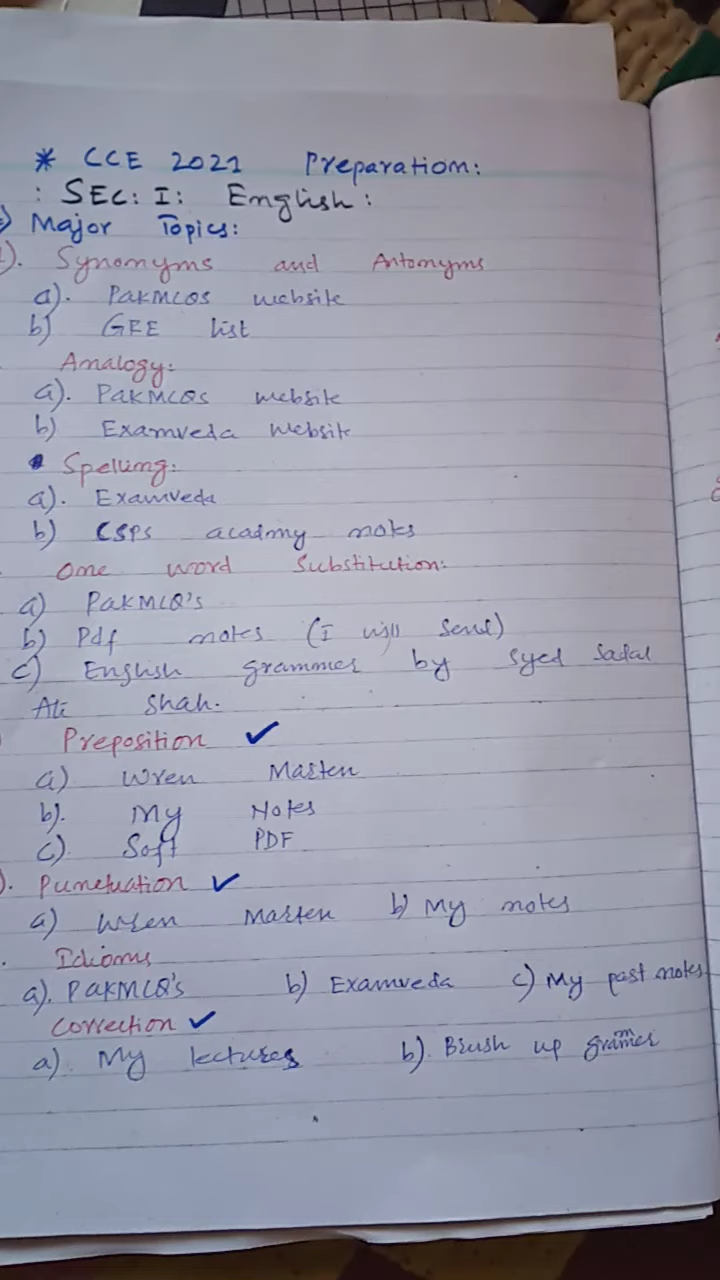 * CCE 2021 Preparation:
: SEC: I: English:
Major Topics:
). Synonyms and Antonyms
a). PakMCQs website
b) GRE list
Analogy:
a). PakMCQs website
b) Examveda website
Spelling:
a). Examveda
b) CSPs acadmy notes
One word Substitution:
a) PakMCQ's
b) Pdf notes (I will send)
c) English grammer by Syed Sadal
Ali Shah.
Preposition ✓
a) Wren Marten
b). My Notes
c). Soft PDF
). Punctuation ✓
a) Wren Marten b) My notes
Idioms
a). PAKMCQ's b) Examveda c) My past notes
Correction ✓
a). My lectures b). Brush up grammer